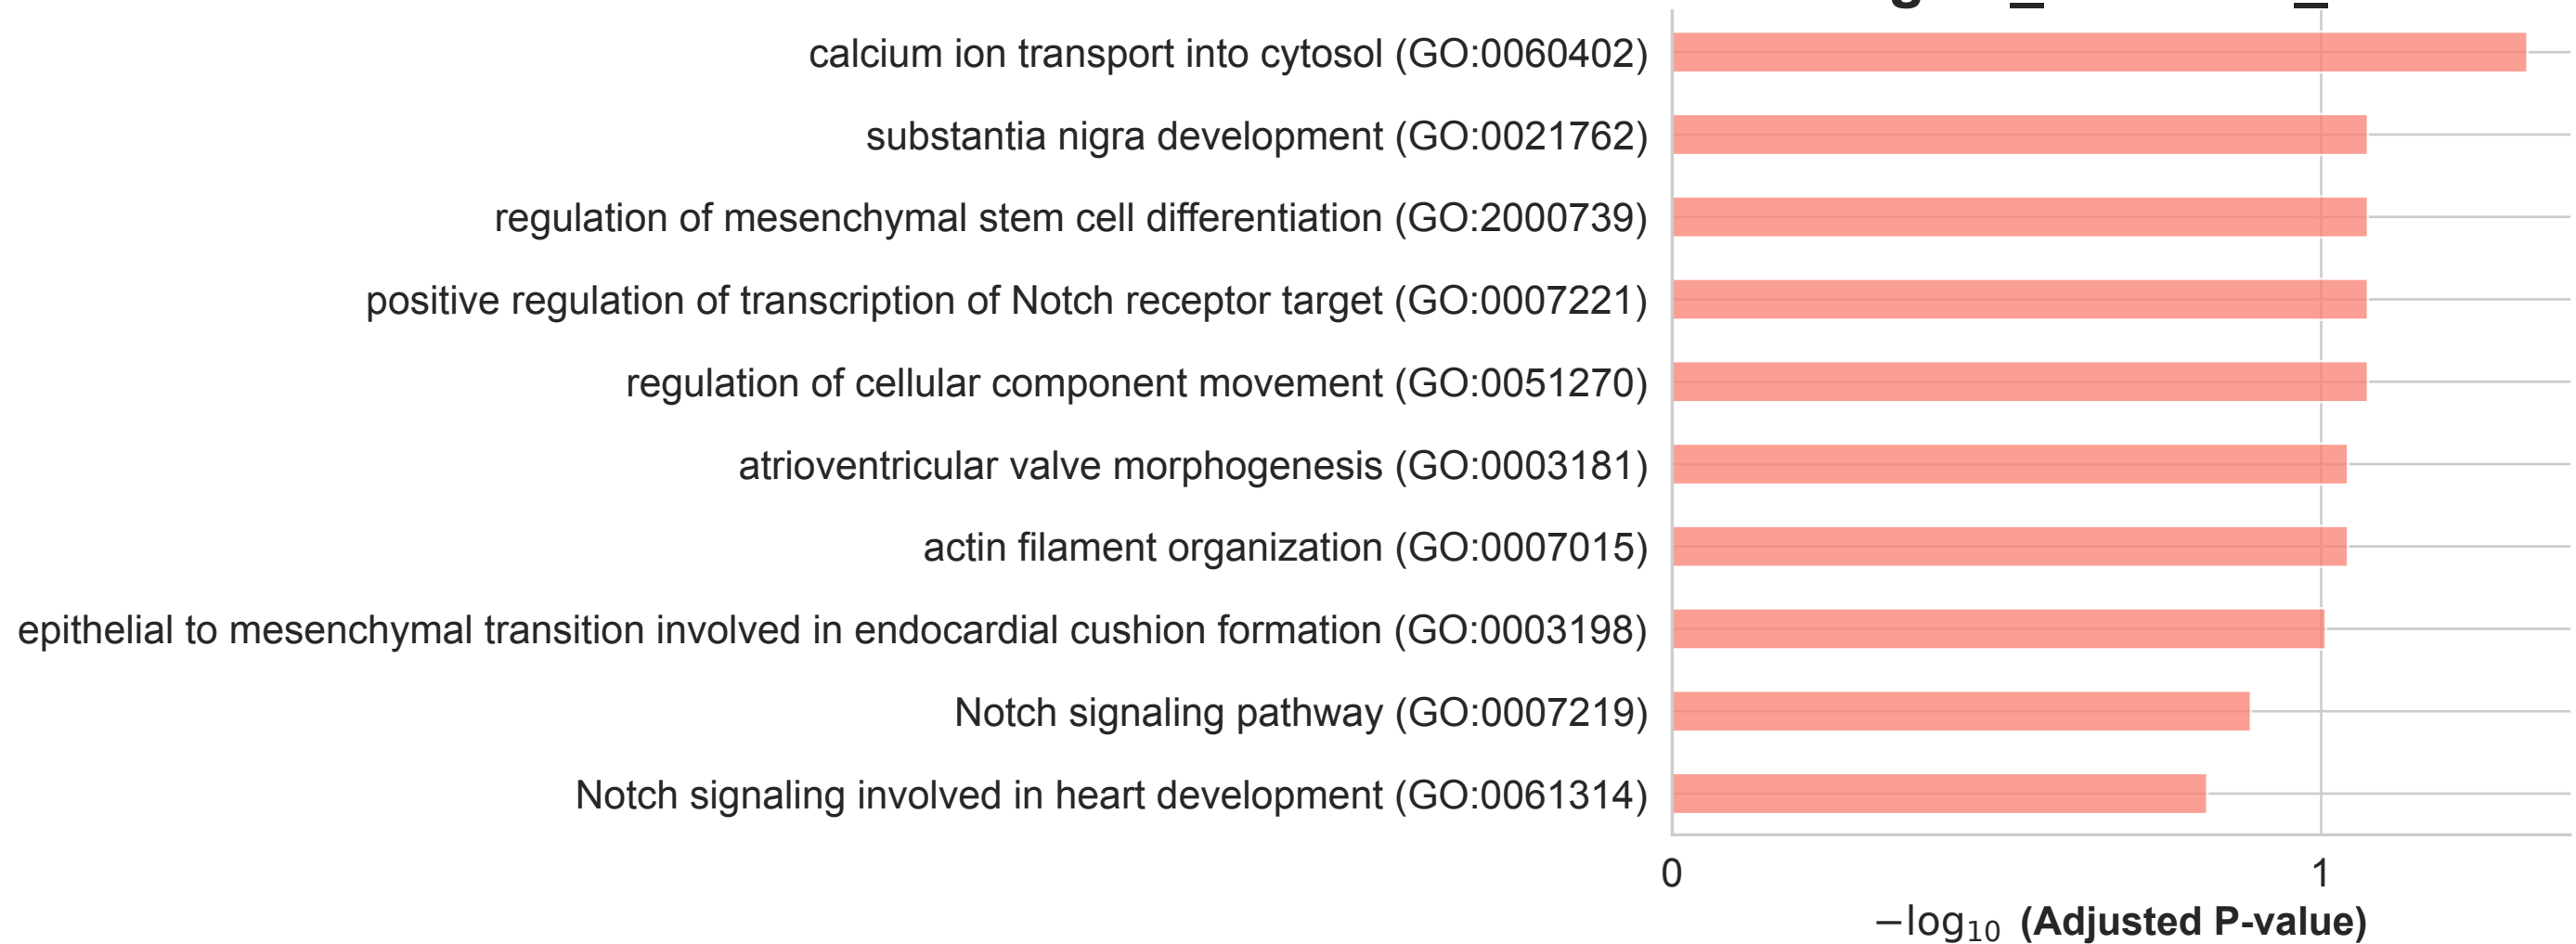 calcium ion transport into cytosol (GO:0060402)
substantia nigra development (GO:0021762)
regulation of mesenchymal stem cell differentiation (GO:2000739)
positive regulation of transcription of Notch receptor target (GO:0007221)
regulation of cellular component movement (GO:0051270)
atrioventricular valve morphogenesis (GO:0003181)
actin filament organization (GO:0007015)
epithelial to mesenchymal transition involved in endocardial cushion formation (GO:0003198)
Notch signaling pathway (GO:0007219)
Notch signaling involved in heart development (GO:0061314)
0 1
−log₁₀ (Adjusted P-value)